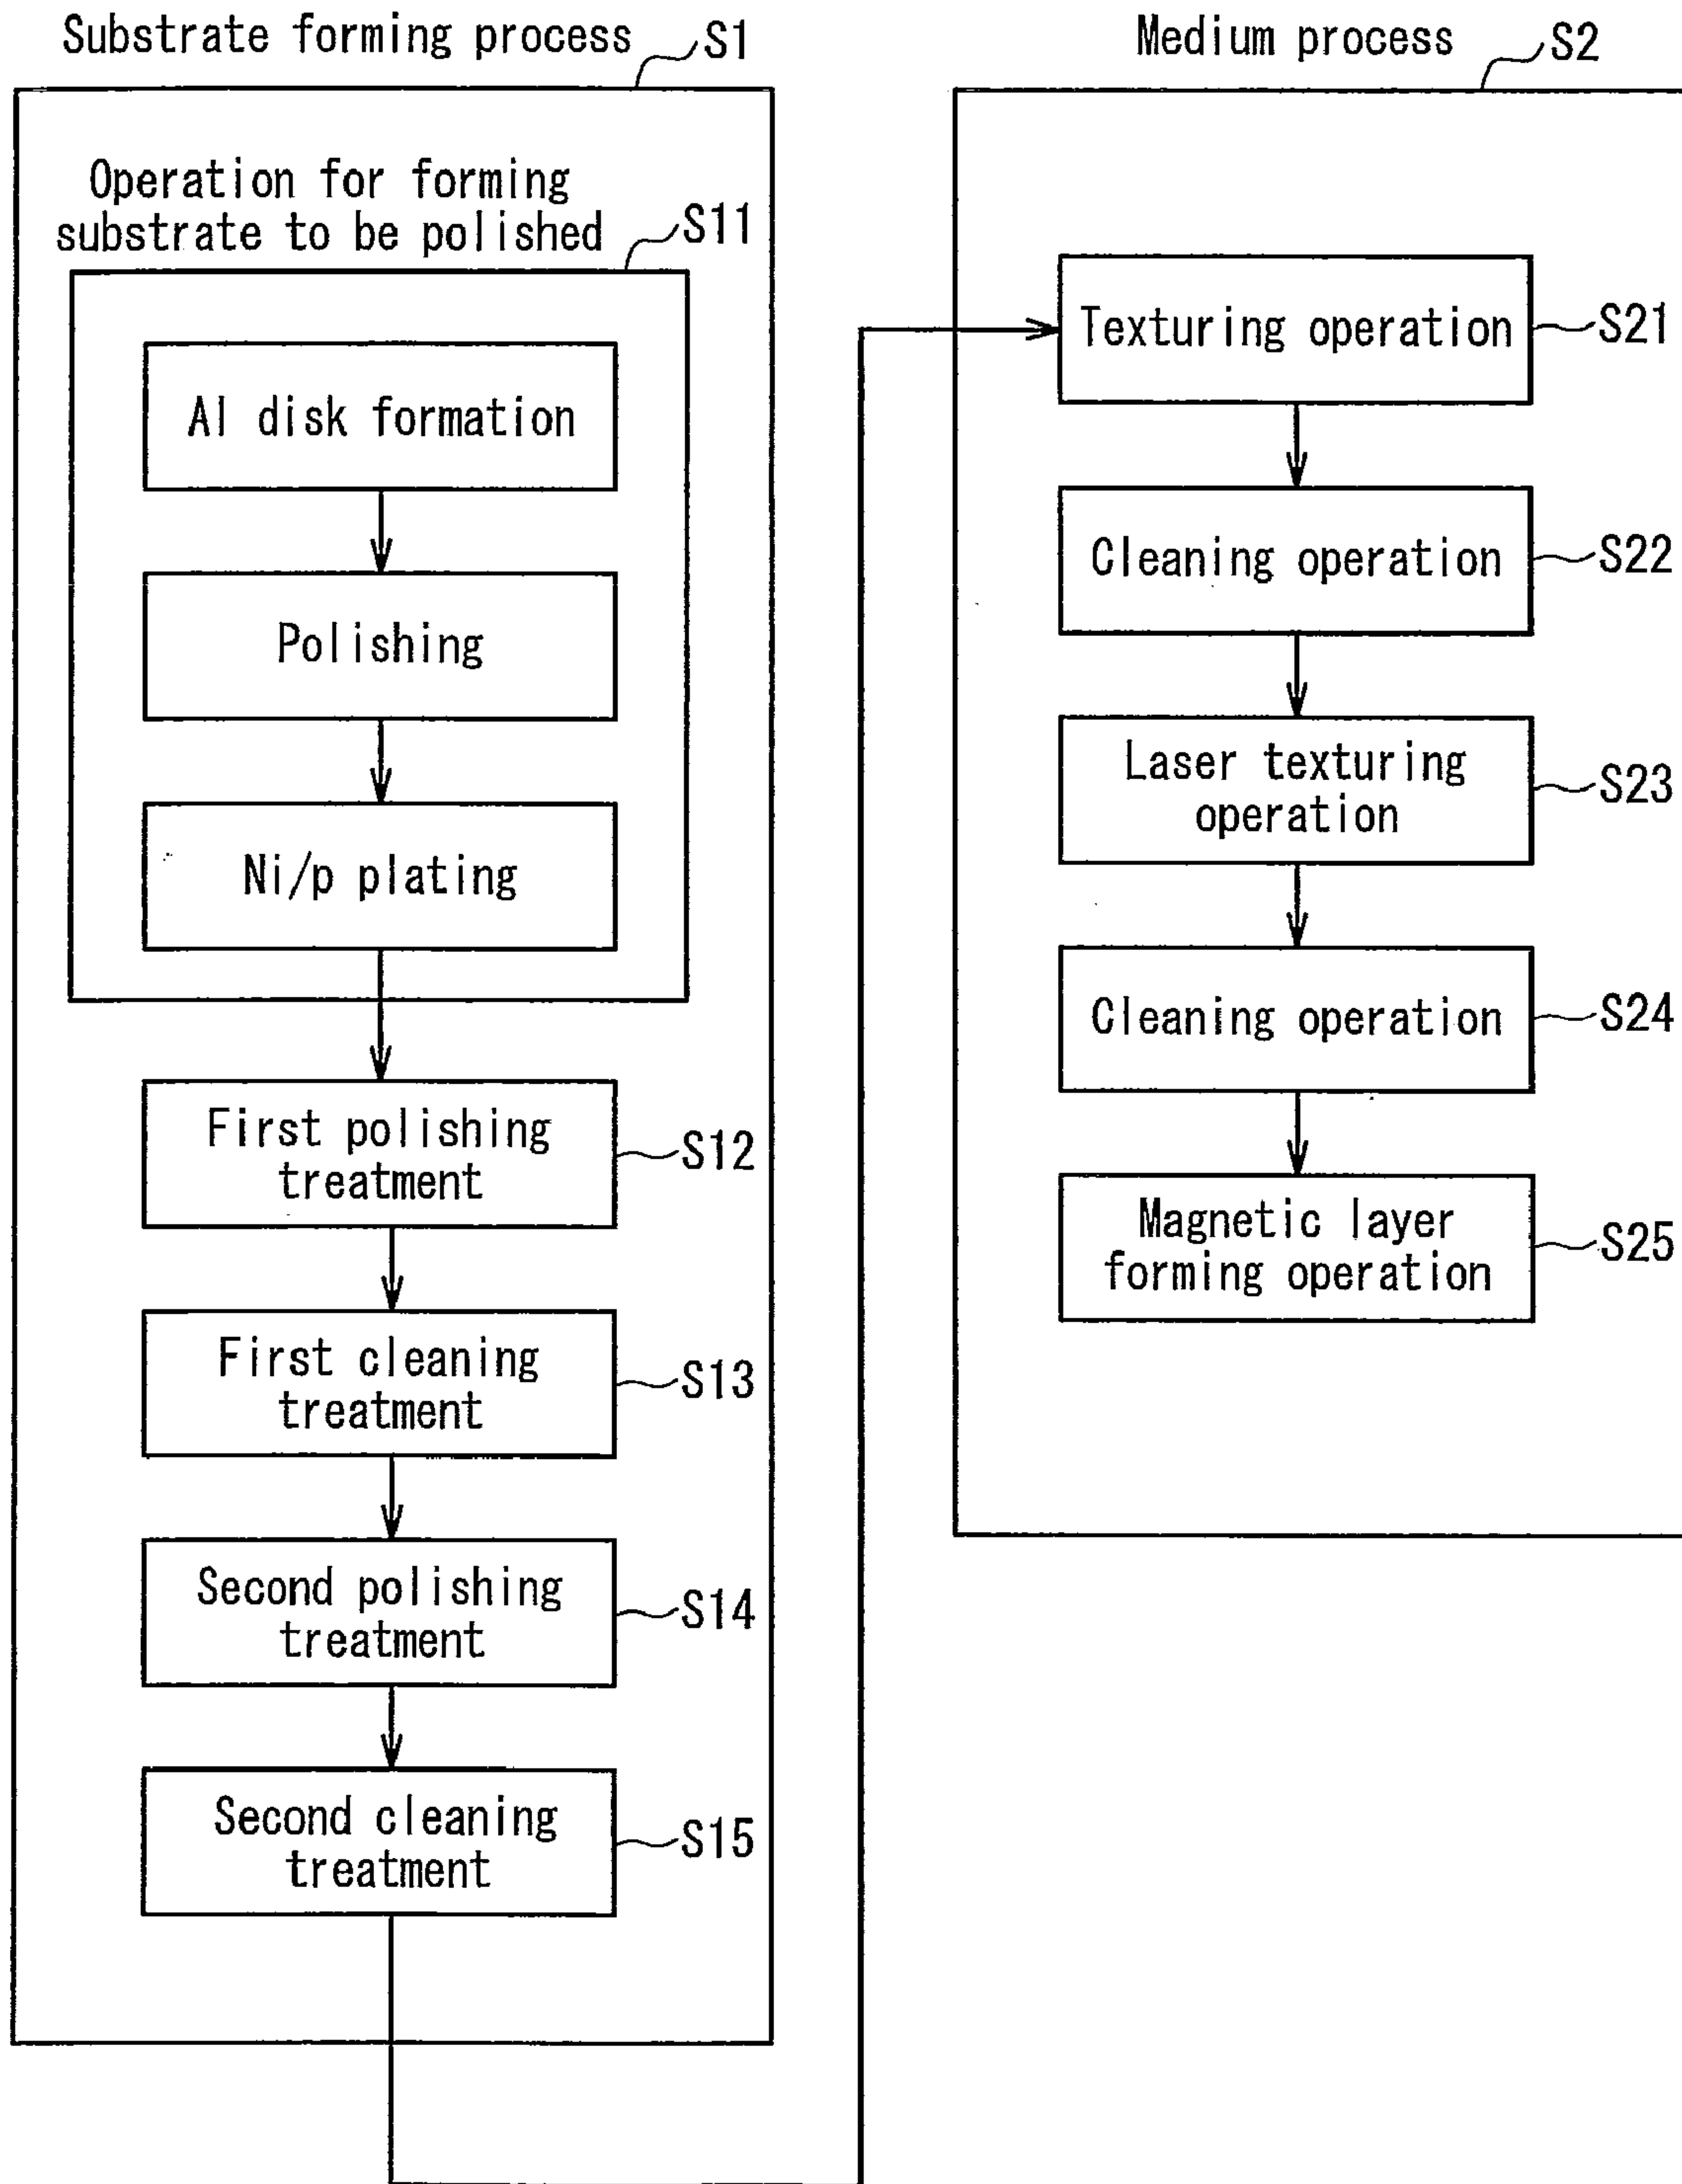 Substrate forming process
S1
Operation for forming
substrate to be polished
S11
Al disk formation
Polishing
Ni/p plating
First polishing
treatment
S12
First cleaning
treatment
S13
Second polishing
treatment
S14
Second cleaning
treatment
S15
Medium process
S2
Texturing operation
S21
Cleaning operation
S22
Laser texturing
operation
S23
Cleaning operation
S24
Magnetic layer
forming operation
S25